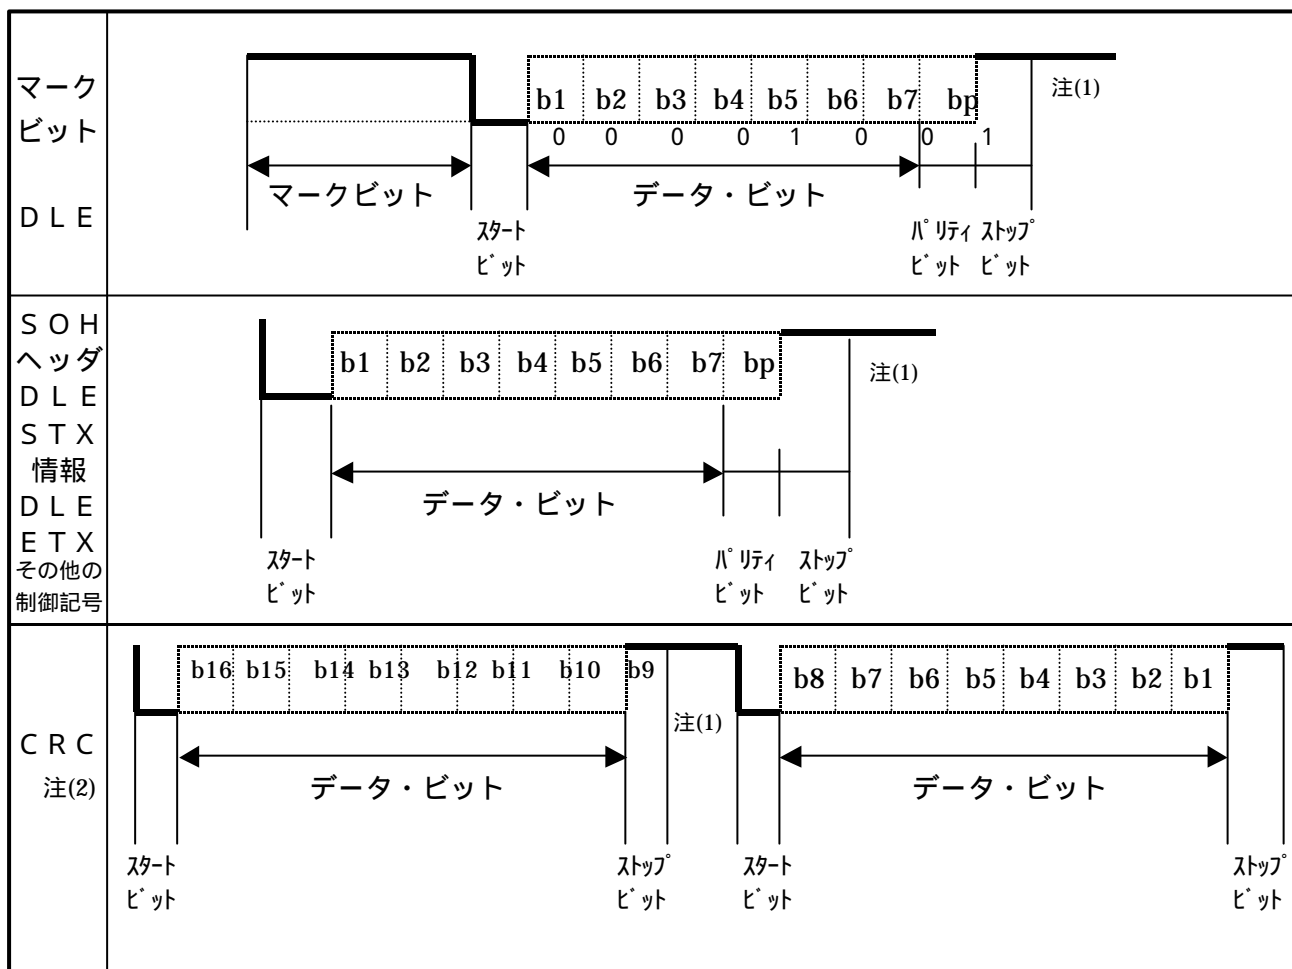 マーク
ビット
ＤＬＥ
b1 b2 b3 b4 b5 b6 b7 bp
注(1)
0 0 0 0 1 0 0 1
マークビット
データ・ビット
ｽﾀｰﾄ
ﾋﾞｯﾄ
ﾊﾟﾘﾃｨ
ﾋﾞｯﾄ
ｽﾄｯﾌﾟ
ﾋﾞｯﾄ
ＳＯＨ
ヘッダ
ＤＬＥ
ＳＴＸ
情報
ＤＬＥ
ＥＴＸ
その他の
制御記号
b1 b2 b3 b4 b5 b6 b7 bp
注(1)
データ・ビット
ｽﾀｰﾄ
ﾋﾞｯﾄ
ﾊﾟﾘﾃｨ
ﾋﾞｯﾄ
ｽﾄｯﾌﾟ
ﾋﾞｯﾄ
ＣＲＣ
注(2)
b16 b15 b14 b13 b12 b11 b10 b9
注(1)
b8 b7 b6 b5 b4 b3 b2 b1
データ・ビット
データ・ビット
ｽﾀｰﾄ
ﾋﾞｯﾄ
ｽﾄｯﾌﾟ
ﾋﾞｯﾄ
ｽﾀｰﾄ
ﾋﾞｯﾄ
ｽﾄｯﾌﾟ
ﾋﾞｯﾄ